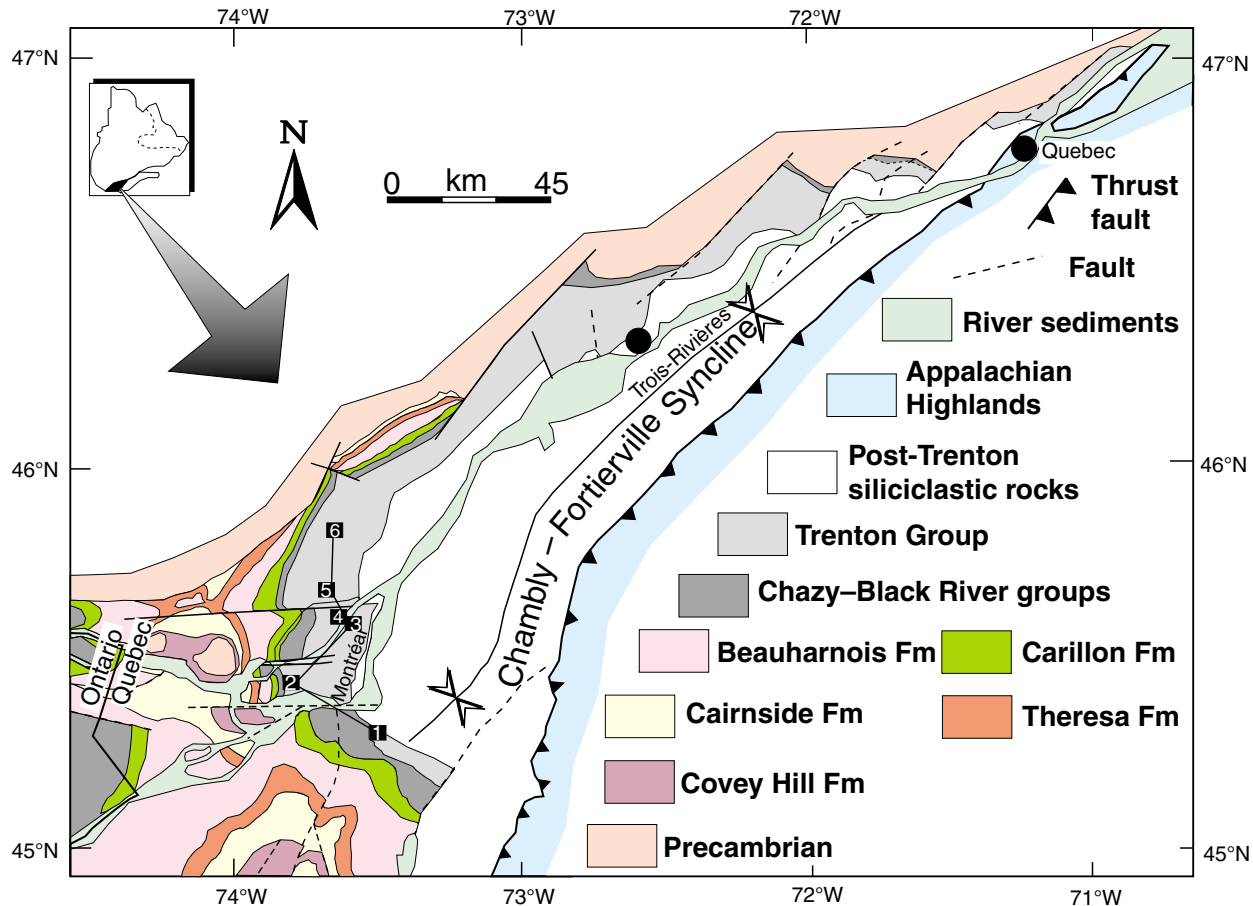 74°W
73°W
72°W
47°N
47°N
N
0 km 45
Quebec
Thrust
fault
Fault
River sediments
Trois-Rivières
Appalachian
Highlands
Chambly – Fortierville Syncline
46°N
46°N
Post-Trenton
siliciclastic rocks
6
Trenton Group
5
Chazy–Black River groups
4
3
Ontario
Quebec
Montréal
Beauharnois Fm
Carillon Fm
2
Cairnside Fm
Theresa Fm
1
Covey Hill Fm
Precambrian
45°N
45°N
74°W
73°W
72°W
71°W